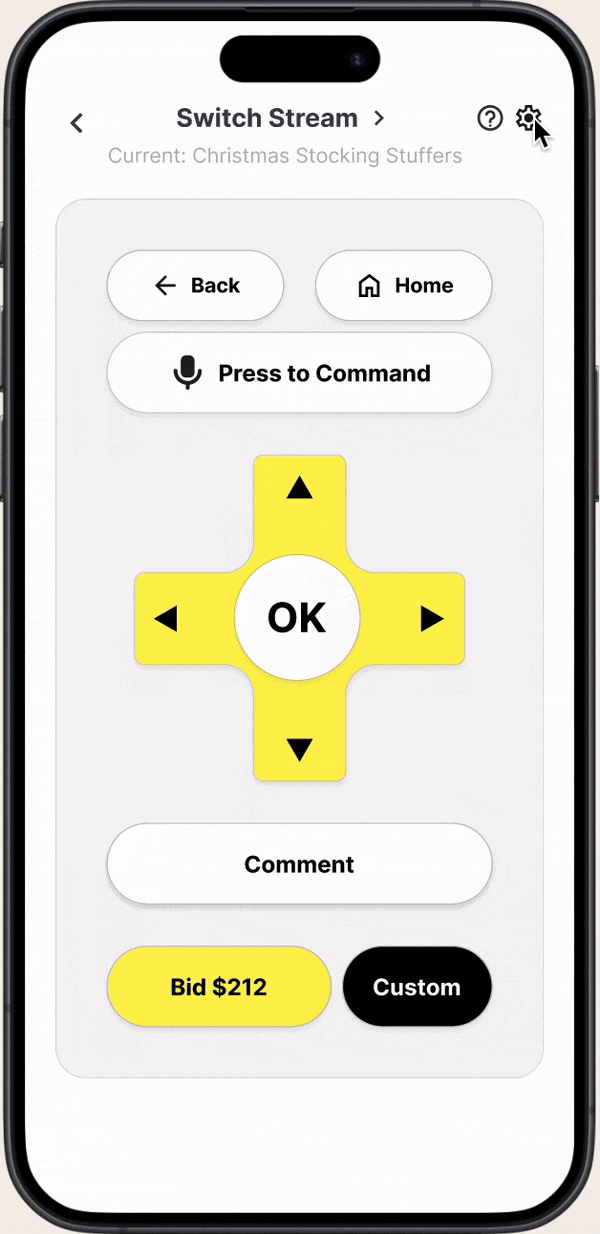 Switch Stream
Current: Christmas Stocking Stuffers
Back
Home
Press to Command
OK
Comment
Bid $212
Custom